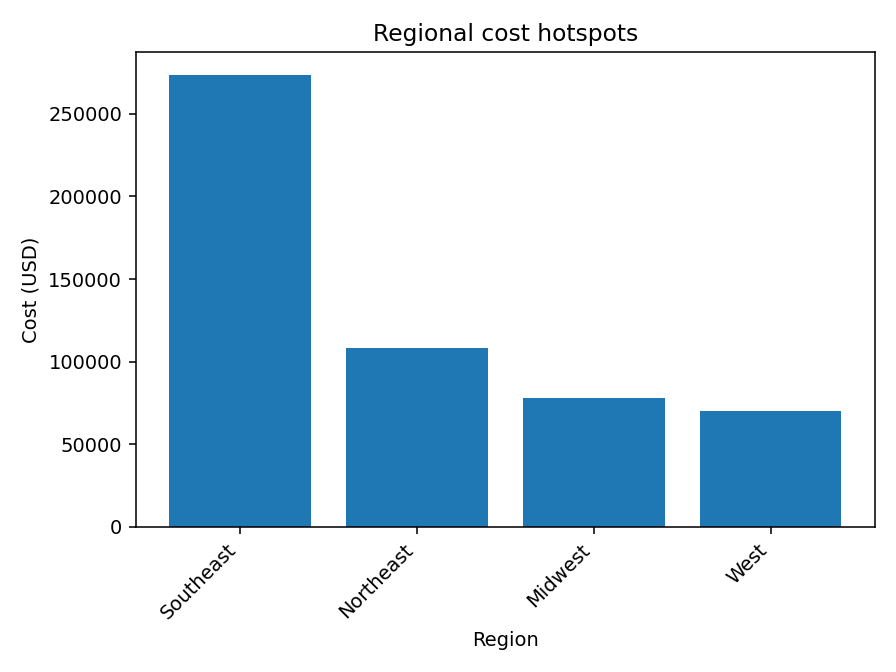 Regional cost hotspots
Cost (USD)
250000
200000
150000
100000
50000
0
Southeast
Northeast
Midwest
West
Region